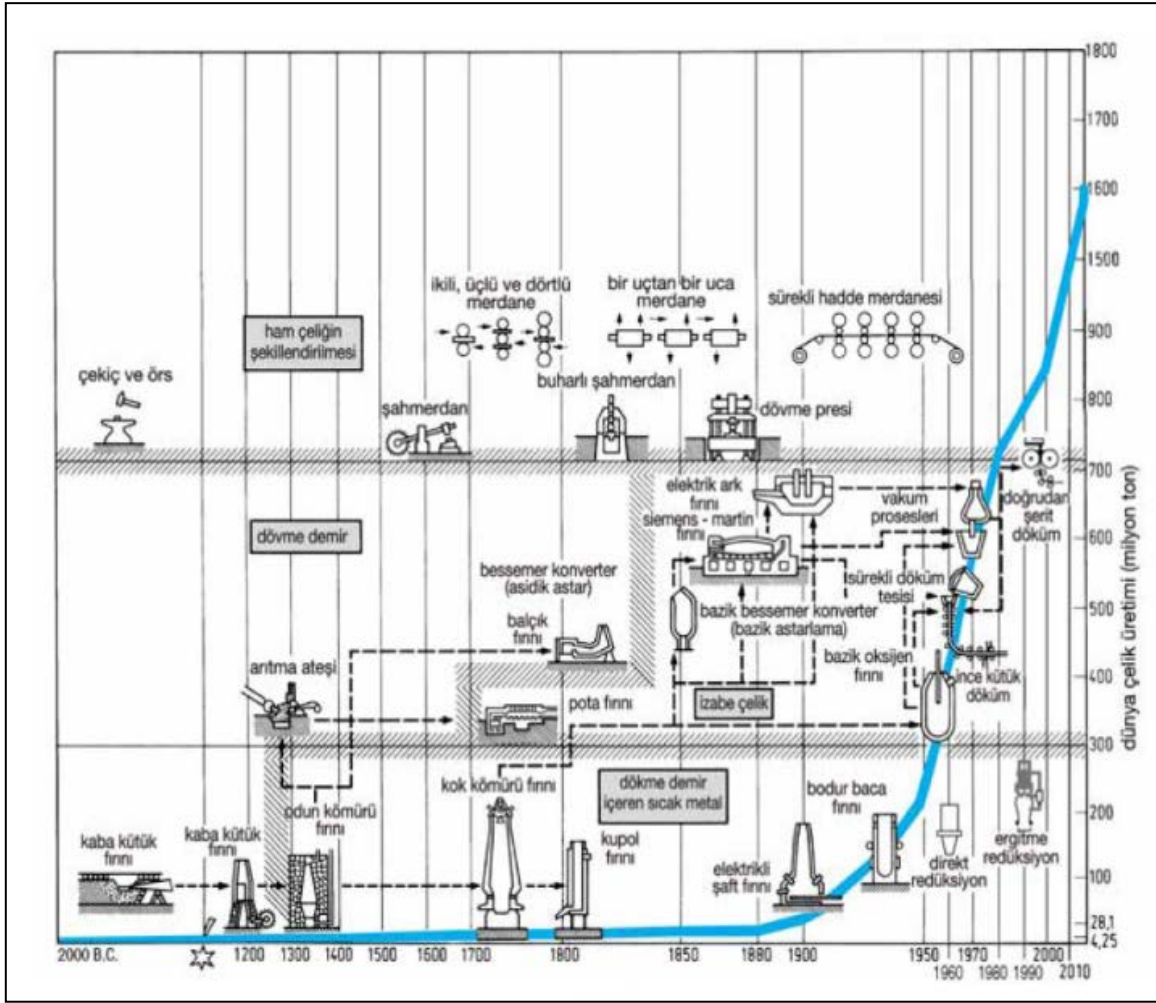 1800
1700
1600
1500
900
800
700
600
500
400
300
200
100
28,1
4,25
dünya çelik üretimi (milyon ton)
ikili, üçlü ve dörtlü
merdane
bir uçtan bir uca
merdane
sürekli hadde merdanesi
ham çeliğin
şekillendirilmesi
çekiç ve örs
şahmerdan
buharlı şahmerdan
dövme presi
elektrik ark
fırını
siemens - martin
fırını
vakum
prosesleri
doğrudan
şerit
döküm
dövme demir
bessemer konverter
(asidik astar)
balçık
fırını
sürekli döküm
tesisi
bazik bessemer konverter
(bazik astarlama)
bazik oksijen
fırını
ince kütük
döküm
arıtma ateşi
pota fırını
izabe çelik
kok kömürü fırını
dökme demir
içeren sıcak metal
bodur baca
fırını
odun kömürü
fırını
kaba kütük
fırını
kaba kütük
fırını
kupol
fırını
elektrikli
şaft fırını
direkt
redüksiyon
ergitme
redüksiyon
2000 B.C.
1200
1300
1400
1500
1600
1700
1800
1850
1880
1900
1950
1960
1970
1980
1990
2000
2010